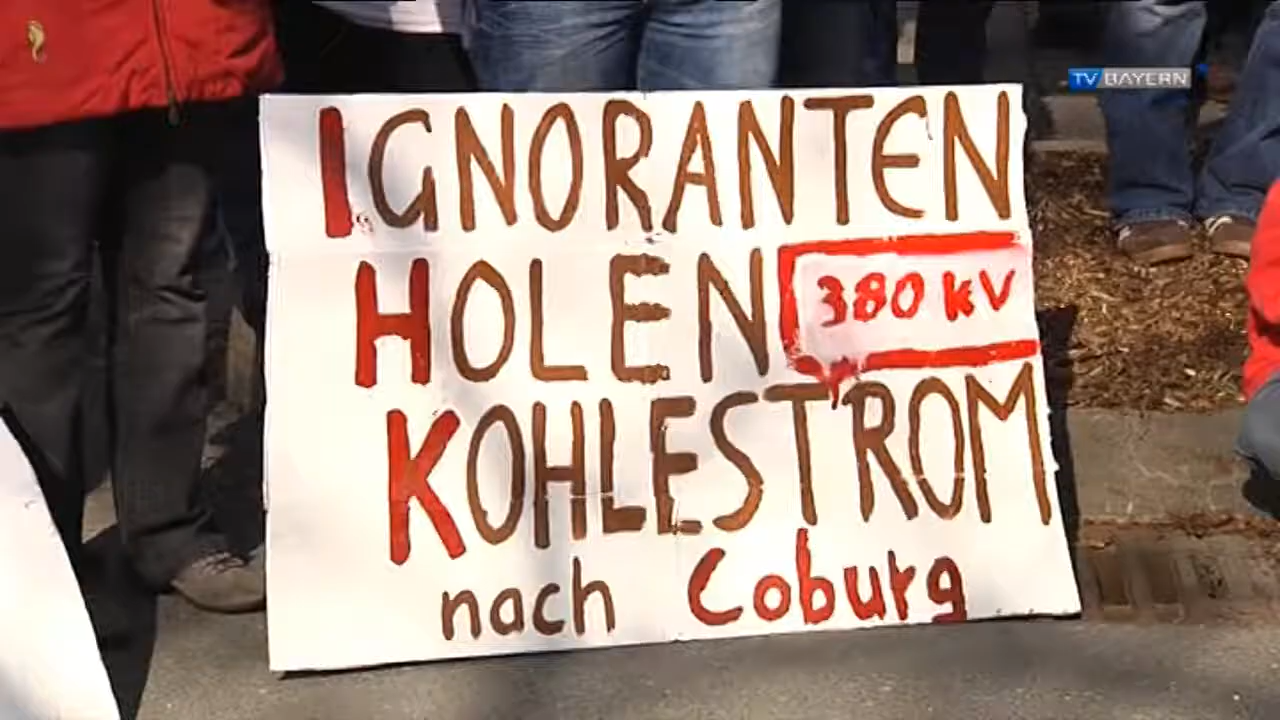 TV BAYERN
IGNORANTEN
HOLEN 380 kV
KOHLESTROM
nach Coburg